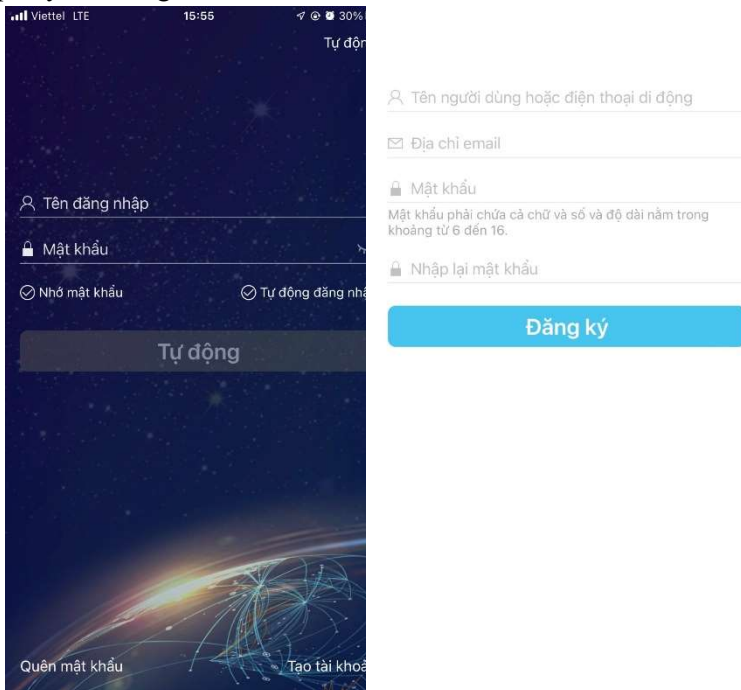 Viettel LTE 15:55 30%
Tự độn
Tên đăng nhập
Mật khẩu
Nhớ mật khẩu Tự động đăng nhậ
Tự động
Quên mật khẩu Tạo tài khoả
Tên người dùng hoặc điện thoại di động
Địa chỉ email
Mật khẩu
Mật khẩu phải chứa cả chữ và số và độ dài nằm trong
khoảng từ 6 đến 16.
Nhập lại mật khẩu
Đăng ký